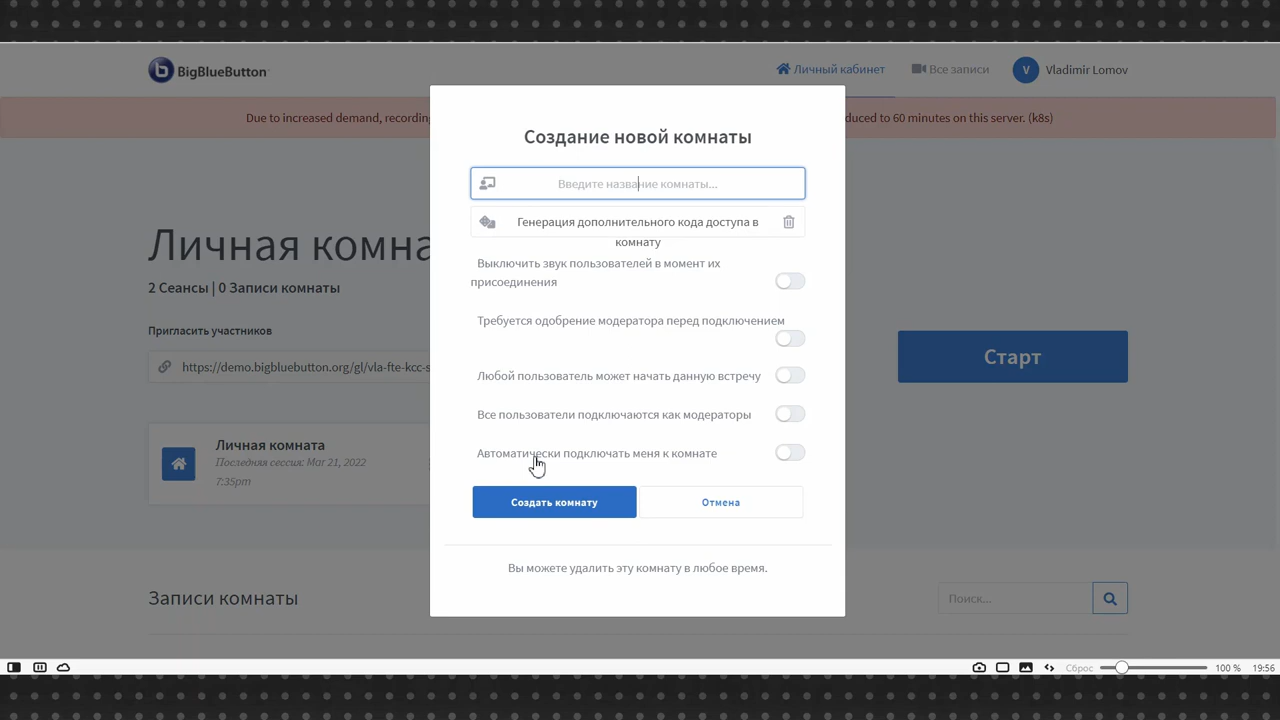 BigBlueButton
Личный кабинет
Все записи
V
Vladimir Lomov
Due to increased demand, recording
duced to 60 minutes on this server. (k8s)
Создание новой комнаты
Введите название комнаты...
Генерация дополнительного кода доступа в
комнату
Выключить звук пользователей в момент их
присоединения
Требуется одобрение модератора перед подключением
Любой пользователь может начать данную встречу
Все пользователи подключаются как модераторы
Автоматически подключать меня к комнате
Создать комнату
Отмена
Вы можете удалить эту комнату в любое время.
Личная комна
2 Сеансы | 0 Записи комнаты
Пригласить участников
https://demo.bigbluebutton.org/gl/vla-fte-kcc-s
Старт
Личная комната
Последняя сессия: Mar 21, 2022
7:35pm
Записи комнаты
Поиск...
Сброс
100 %
19:56